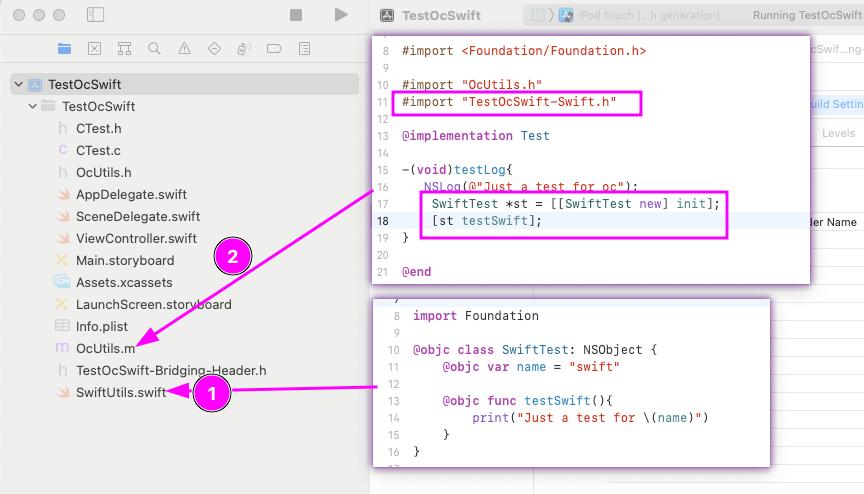 TestOcSwift
iPod touch (...h generation)
Running TestOcSwift
TestOcSwift
TestOcSwift
CTest.h
CTest.c
OcUtils.h
AppDelegate.swift
SceneDelegate.swift
ViewController.swift
Main.storyboard
Assets.xcassets
LaunchScreen.storyboard
Info.plist
OcUtils.m
TestOcSwift-Bridging-Header.h
SwiftUtils.swift
2
1
8 #import <Foundation/Foundation.h>
9
10 #import "OcUtils.h"
11 #import "TestOcSwift-Swift.h"
12
13 @implementation Test
14
15 -(void)testLog{
16 NSLog(@"Just a test for oc");
17 SwiftTest *st = [[SwiftTest new] init];
18 [st testSwift];
19 }
20
21 @end
7
8 import Foundation
9
10 @objc class SwiftTest: NSObject {
11 @objc var name = "swift"
12
13 @objc func testSwift(){
14 print("Just a test for \(name)")
15 }
16 }
cSwif...ng-
uild Settin
Levels
der Name